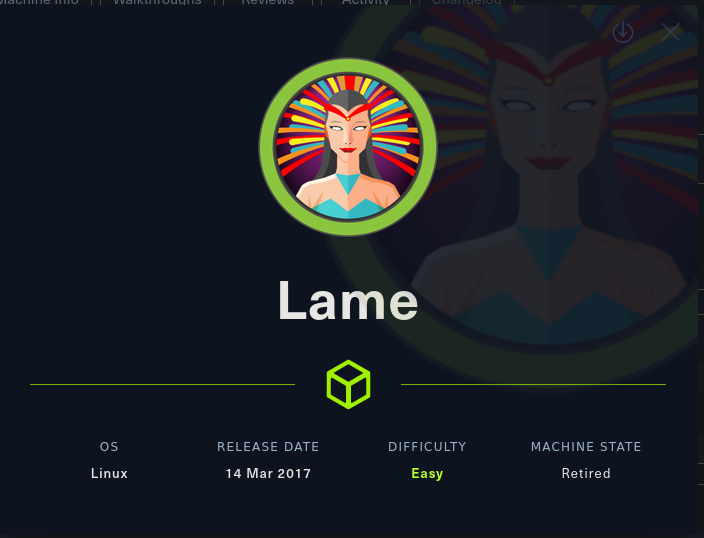 Machine Info Walkthroughs Reviews Activity Changelog
Lame
OS RELEASE DATE DIFFICULTY MACHINE STATE
Linux 14 Mar 2017 Easy Retired